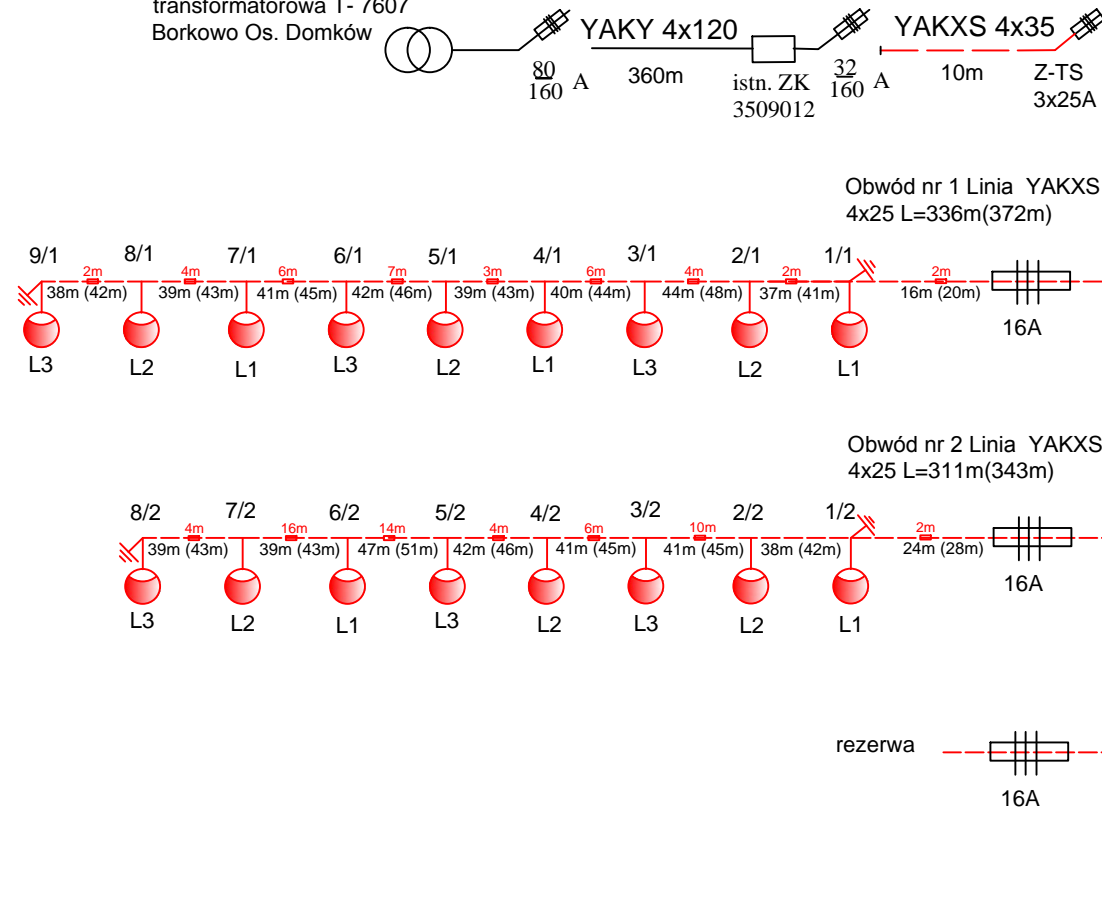 transformatorowa T- 7607
Borkowo Os. Domków
YAKY 4x120
YAKXS 4x35
80
160 A
360m
istn. ZK
3509012
32
160 A
10m
Z-TS
3x25A
Obwód nr 1 Linia YAKXS
4x25 L=336m(372m)
9/1 8/1 7/1 6/1 5/1 4/1 3/1 2/1 1/1
2m 4m 6m 7m 3m 6m 4m 2m 2m
38m (42m) 39m (43m) 41m (45m) 42m (46m) 39m (43m) 40m (44m) 44m (48m) 37m (41m) 16m (20m)
16A
L3 L2 L1 L3 L2 L1 L3 L2 L1
Obwód nr 2 Linia YAKXS
4x25 L=311m(343m)
8/2 7/2 6/2 5/2 4/2 3/2 2/2 1/2
4m 16m 14m 4m 6m 10m 2m
39m (43m) 39m (43m) 47m (51m) 42m (46m) 41m (45m) 41m (45m) 38m (42m) 24m (28m)
16A
L3 L2 L1 L3 L2 L3 L2 L1
rezerwa
16A